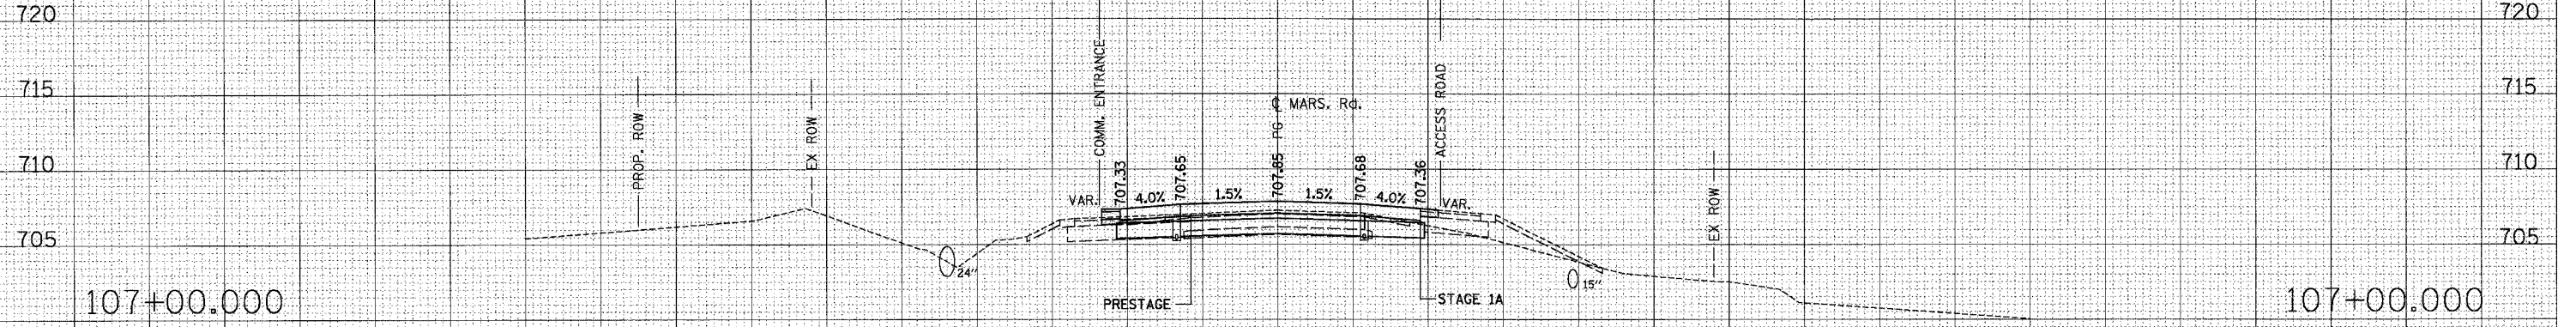 720
720
715
715
710
710
705
705
PROP. ROW
EX ROW
COMM. ENTRANCE
℄ MARS. Rd.
PG
ACCESS ROAD
EX ROW
VAR.
707.33
4.0%
707.65
1.5%
707.85
1.5%
707.68
4.0%
707.36
VAR.
24"
15"
PRESTAGE
STAGE 1A
107+00.000
107+00.000